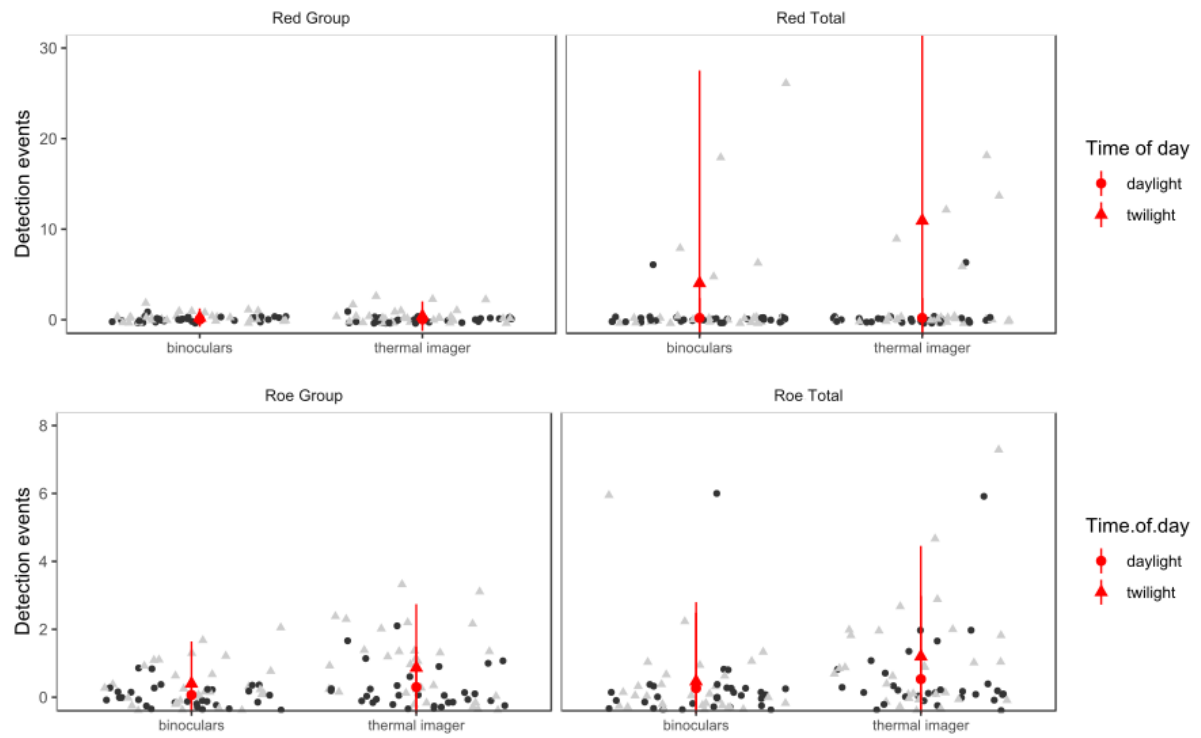 Red Group
Red Total
30
20
10
0
Detection events
binoculars
thermal imager
binoculars
thermal imager
Time of day
daylight
twilight
Roe Group
Roe Total
8
6
4
2
0
Detection events
binoculars
thermal imager
binoculars
thermal imager
Time.of.day
daylight
twilight